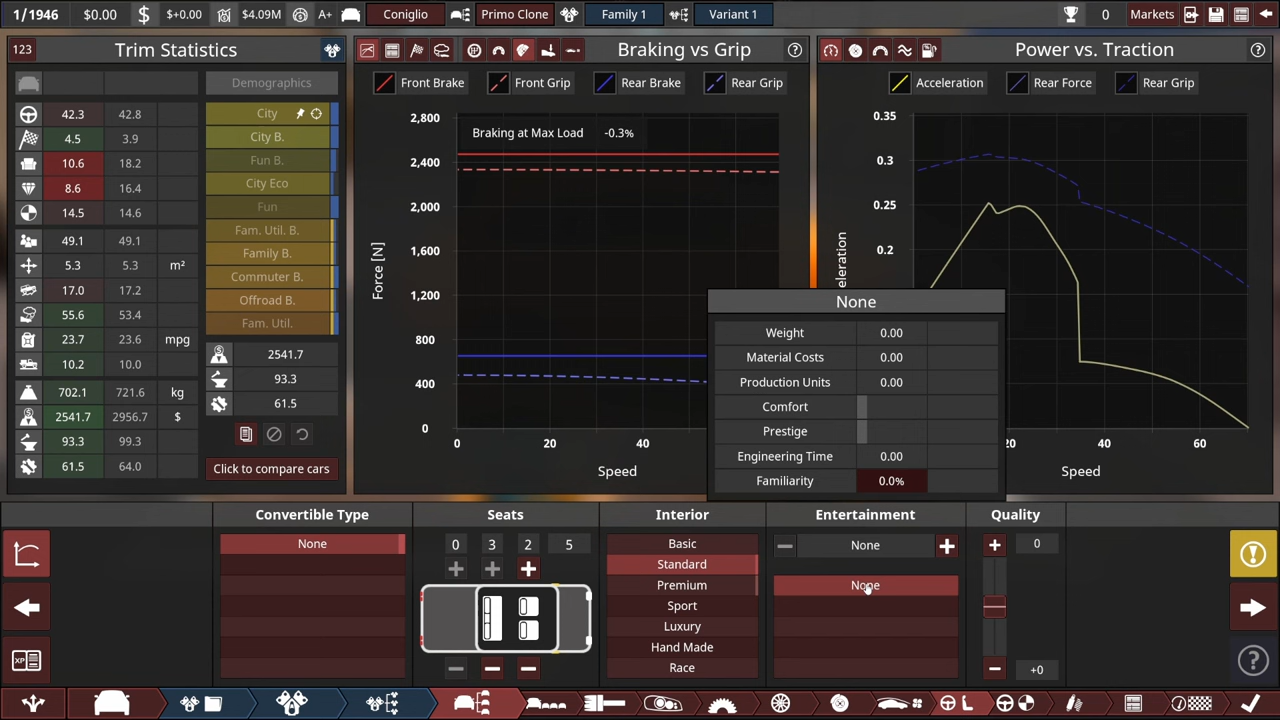 1/1946
$0.00
$+0.00
$4.09M
A+
Coniglio
Primo Clone
Family 1
Variant 1
0
Markets
123
Trim Statistics
42.3 42.8
4.5 3.9
10.6 18.2
8.6 16.4
14.5 14.6
49.1 49.1
5.3 5.3 m²
17.0 17.2
55.6 53.4
23.7 23.6 mpg
10.2 10.0
702.1 721.6 kg
2541.7 2956.7 $
93.3 99.3
61.5 64.0
Demographics
City
City B.
Fun B.
City Eco
Fun
Fam. Util. B.
Family B.
Commuter B.
Offroad B.
Fam. Util.
2541.7
93.3
61.5
Click to compare cars
Braking vs Grip
Front Brake
Front Grip
Rear Brake
Rear Grip
Braking at Max Load -0.3%
2,800
2,400
2,000
1,600
1,200
800
400
0
Force [N]
0 20 40
Speed
Power vs. Traction
Acceleration
Rear Force
Rear Grip
0.35
0.3
0.25
0.2
eleration
20 40 60
Speed
None
Weight 0.00
Material Costs 0.00
Production Units 0.00
Comfort
Prestige
Engineering Time 0.00
Familiarity 0.0%
Convertible Type
None
Seats
0 3 2 5
Interior
Basic
Standard
Premium
Sport
Luxury
Hand Made
Race
Entertainment
None
None
Quality
0
+0
XP